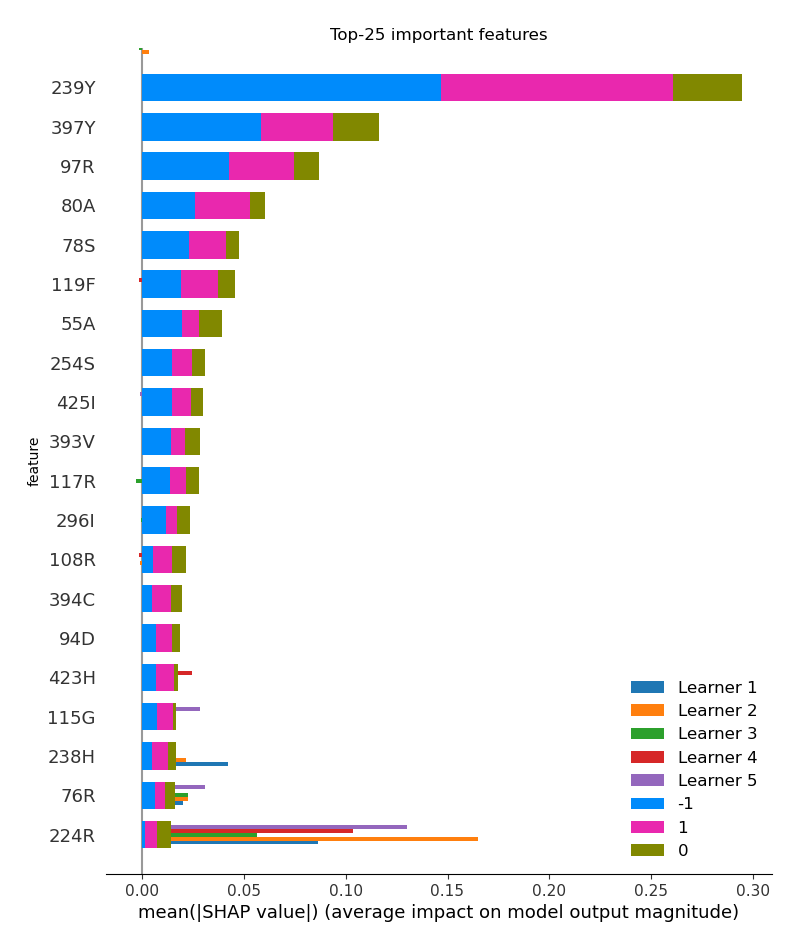 Top-25 important features
239Y
397Y
97R
80A
78S
119F
55A
254S
425I
393V
117R
296I
108R
394C
94D
423H
115G
238H
76R
224R
feature
Learner 1
Learner 2
Learner 3
Learner 4
Learner 5
-1
1
0
0.00 0.05 0.10 0.15 0.20 0.25 0.30
mean(|SHAP value|) (average impact on model output magnitude)